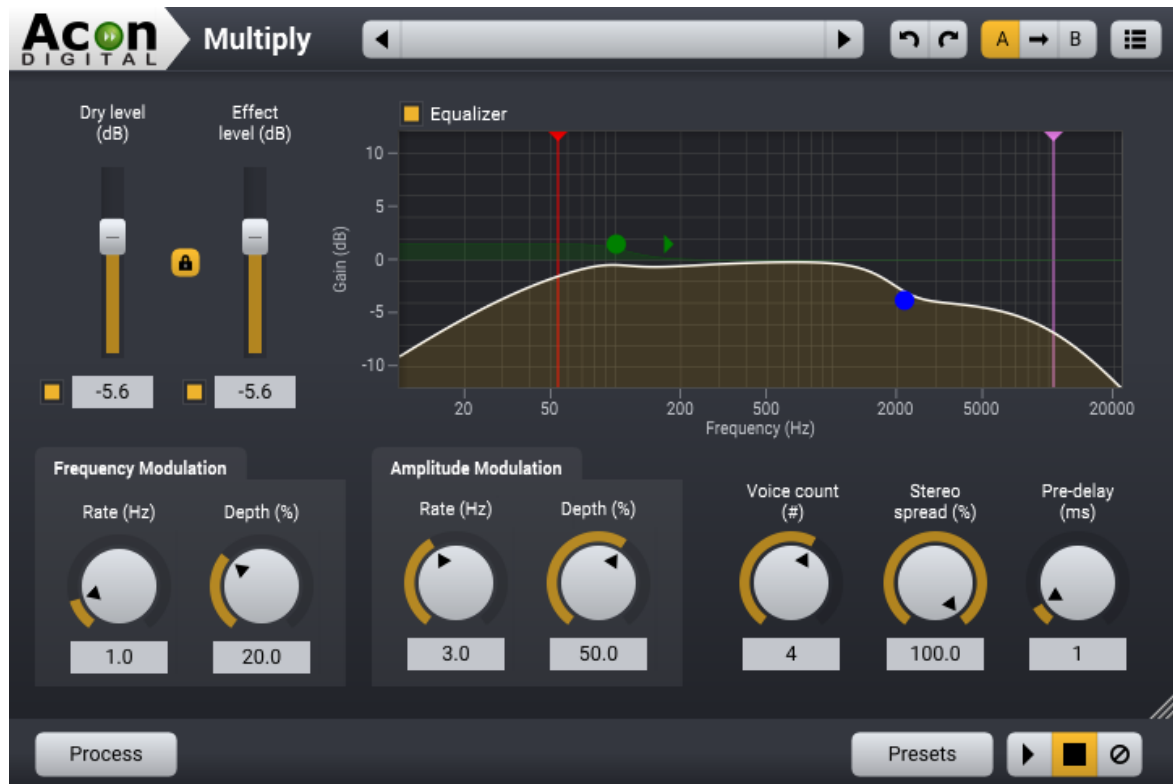 Acon
DIGITAL
Multiply
A
B
Dry level
(dB)
Effect
level (dB)
-5.6
-5.6
Equalizer
Gain (dB)
10
5
0
-5
-10
20
50
200
500
2000
5000
20000
Frequency (Hz)
Frequency Modulation
Rate (Hz)
Depth (%)
1.0
20.0
Amplitude Modulation
Rate (Hz)
Depth (%)
3.0
50.0
Voice count
(#)
Stereo
spread (%)
Pre-delay
(ms)
4
100.0
1
Process
Presets